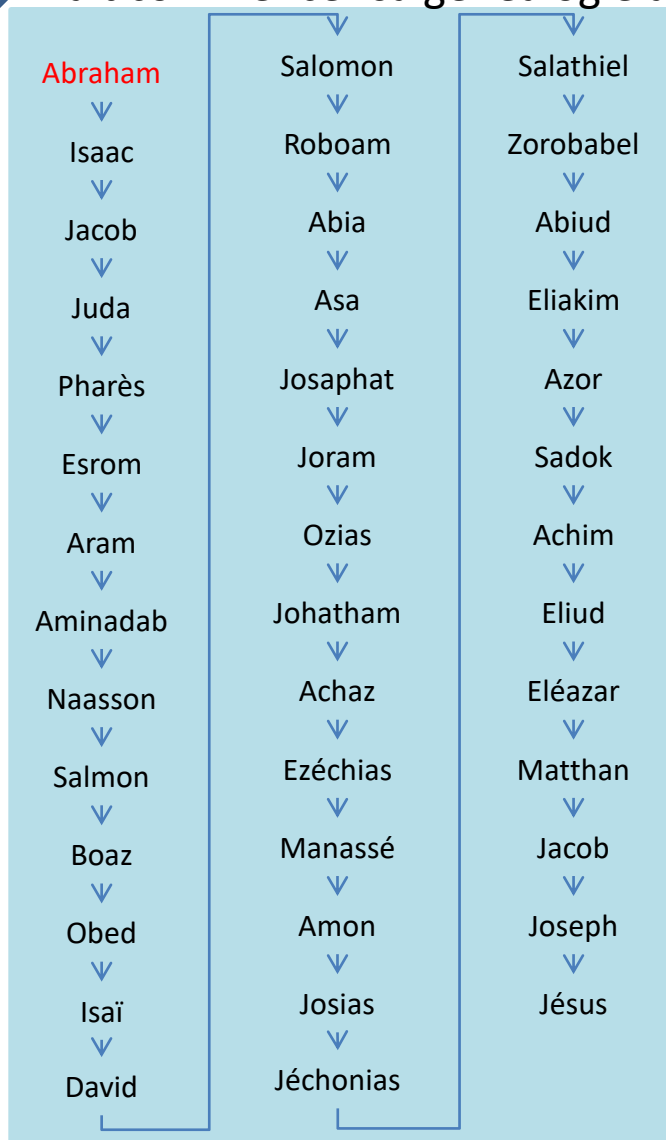 Abraham
Isaac
Jacob
Juda
Pharès
Esrom
Aram
Aminadab
Naasson
Salmon
Boaz
Obed
Isaï
David
Salomon
Roboam
Abia
Asa
Josaphat
Joram
Ozias
Johatham
Achaz
Ezéchias
Manassé
Amon
Josias
Jéchonias
Salathiel
Zorobabel
Abiud
Eliakim
Azor
Sadok
Achim
Eliud
Eléazar
Matthan
Jacob
Joseph
Jésus